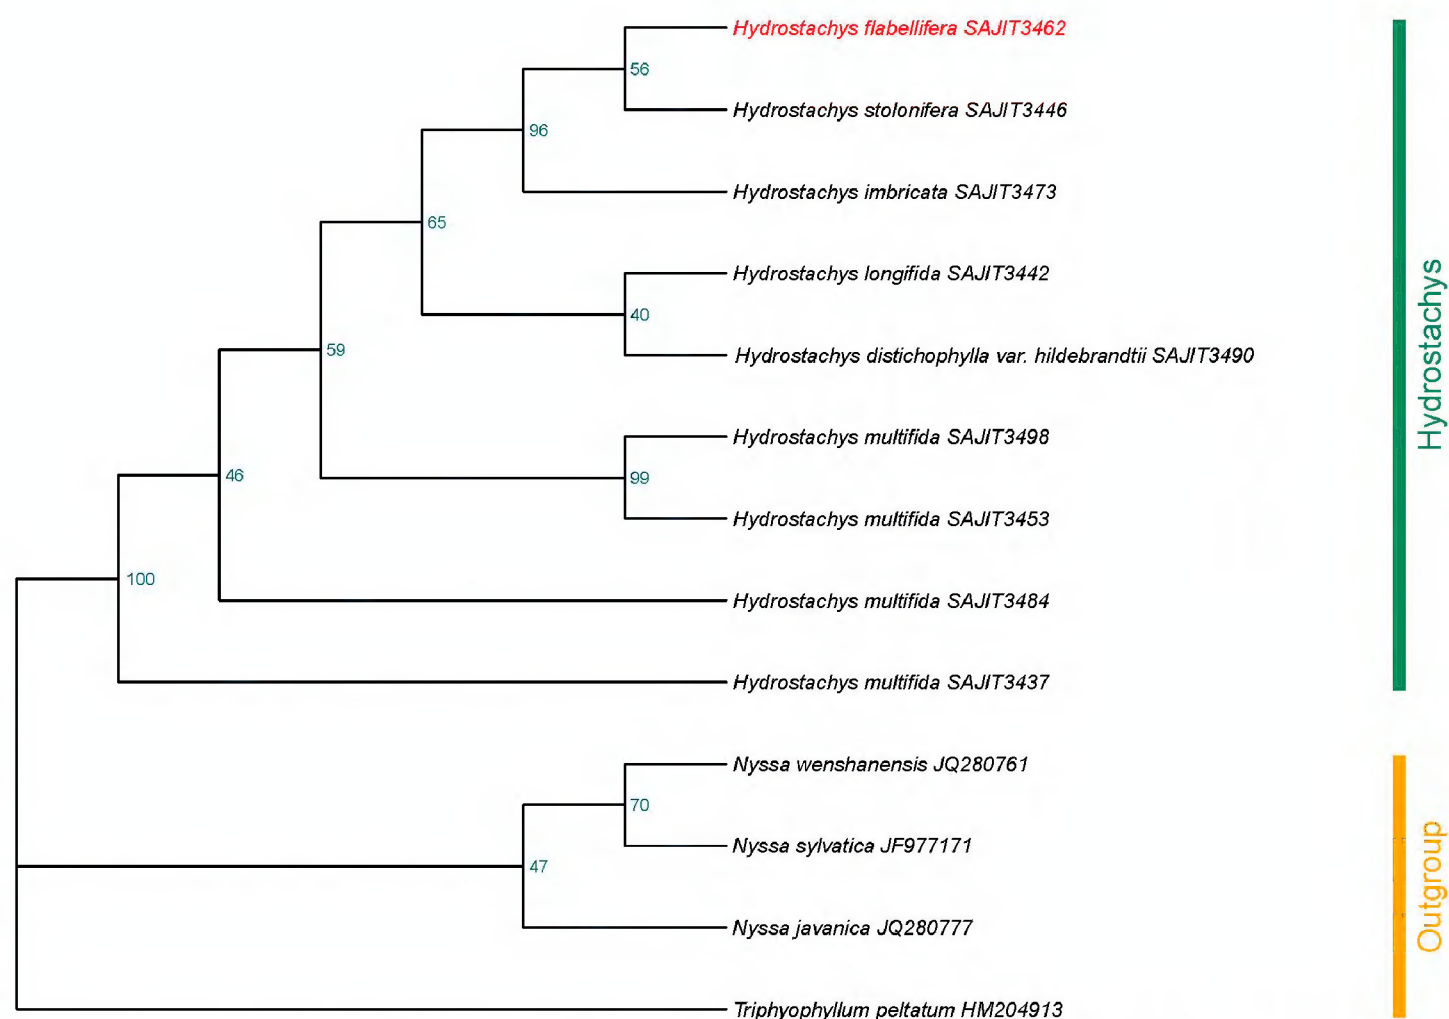 Hydrostachys flabellifera SAJIT3462
56
Hydrostachys stolonifera SAJIT3446
96
Hydrostachys imbricata SAJIT3473
65
Hydrostachys longifida SAJIT3442
40
Hydrostachys distichophylla var. hildebrandtii SAJIT3490
59
Hydrostachys multifida SAJIT3498
46
99
Hydrostachys multifida SAJIT3453
100
Hydrostachys multifida SAJIT3484
Hydrostachys multifida SAJIT3437
Hydrostachys
Nyssa wenshanensis JQ280761
70
Nyssa sylvatica JF977171
47
Nyssa javanica JQ280777
Triphyophyllum peltatum HM204913
Outgroup